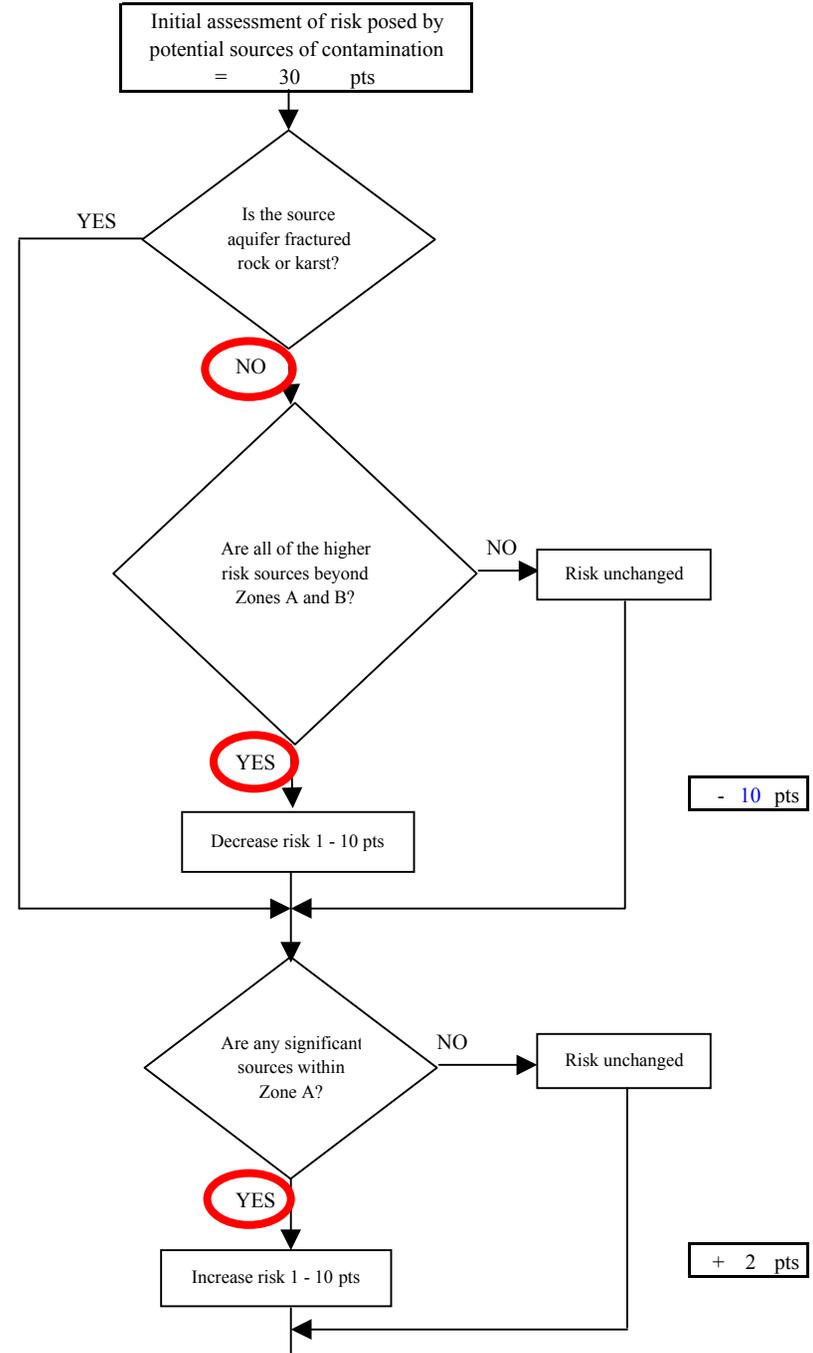 Initial assessment of risk posed by
potential sources of contamination
= 30 pts
YES
Is the source
aquifer fractured
rock or karst?
NO
Are all of the higher
risk sources beyond
Zones A and B?
NO
Risk unchanged
YES
- 10 pts
Decrease risk 1 - 10 pts
Are any significant
sources within
Zone A?
NO
Risk unchanged
YES
+ 2 pts
Increase risk 1 - 10 pts